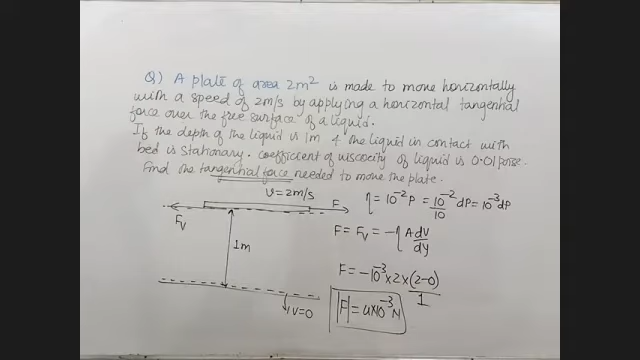 Q) A plate of area 2m² is made to move horizontally
with a speed of 2m/s by applying a horizontal tangential
force over the free surface of a liquid.
If the depth of the liquid is 1m & the liquid in contact with
bed is stationary. coefficient of viscosity of liquid is 0.01 poise.
Find the tangential force needed to move the plate.
v = 2m/s
F
Fv
1m
v=0
η = 10⁻² P = 10⁻²/10 dP = 10⁻³ dP
F = Fv = -η A dv/dy
F = -10⁻³ × 2 × (2-0)/1
|F| = 4×10⁻³ N